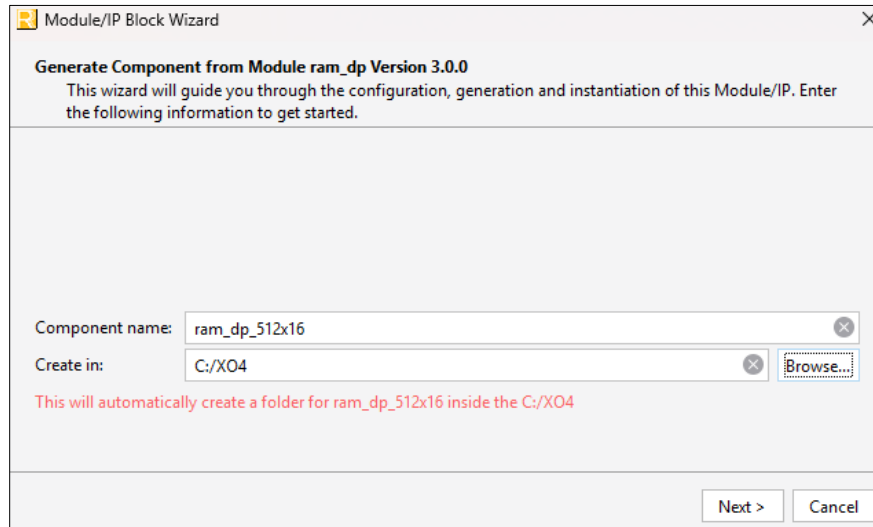 Module/IP Block Wizard
Generate Component from Module ram_dp Version 3.0.0
This wizard will guide you through the configuration, generation and instantiation of this Module/IP. Enter
the following information to get started.
Component name: ram_dp_512x16
Create in: C:/XO4 Browse...
This will automatically create a folder for ram_dp_512x16 inside the C:/XO4
Next > Cancel